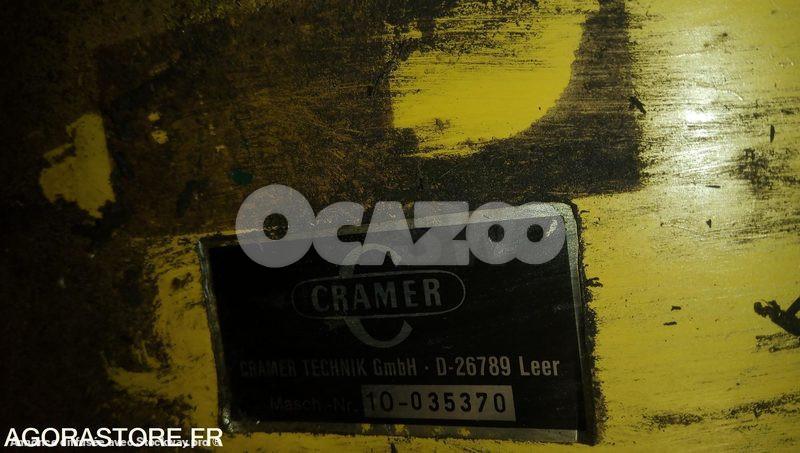 OCAZOO
CRAMER
CRAMER TECHNIK GmbH · D-26789 Leer
Masch.-Nr. 10-035370
AGORASTORE.FR